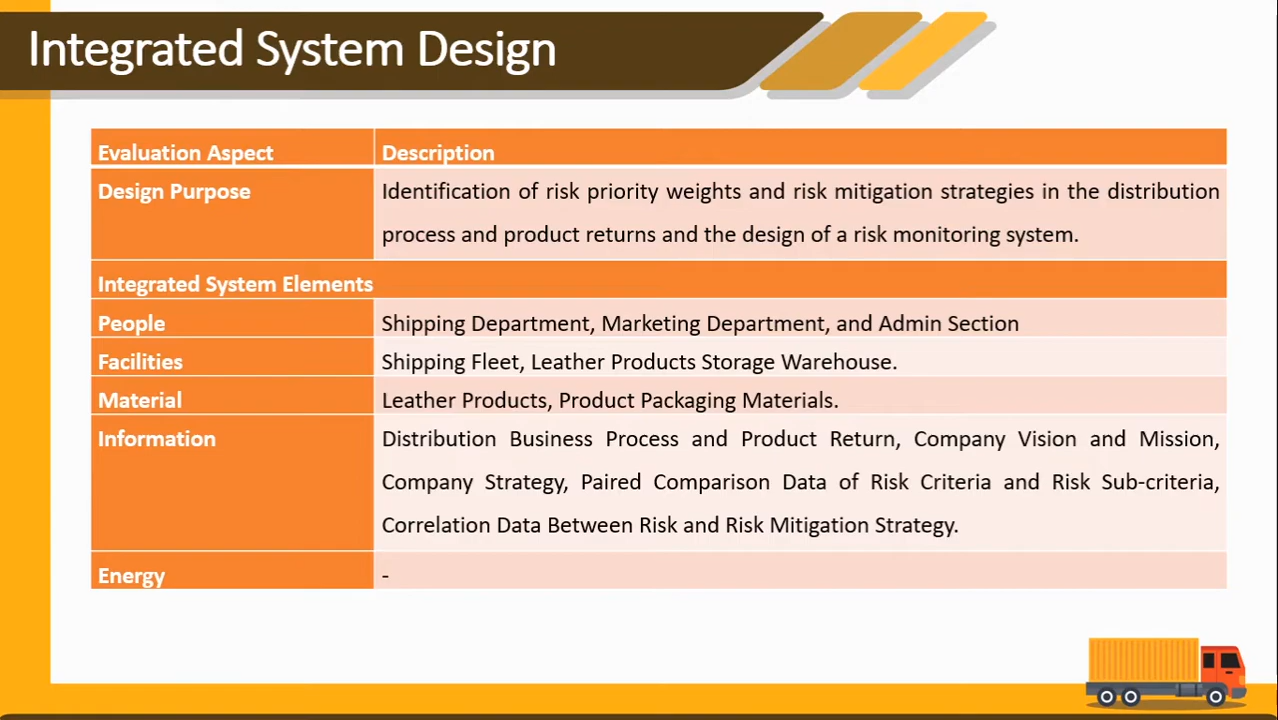 Integrated System Design
Evaluation Aspect
Description
Design Purpose
Identification of risk priority weights and risk mitigation strategies in the distribution
process and product returns and the design of a risk monitoring system.
Integrated System Elements
People
Shipping Department, Marketing Department, and Admin Section
Facilities
Shipping Fleet, Leather Products Storage Warehouse.
Material
Leather Products, Product Packaging Materials.
Information
Distribution Business Process and Product Return, Company Vision and Mission,
Company Strategy, Paired Comparison Data of Risk Criteria and Risk Sub-criteria,
Correlation Data Between Risk and Risk Mitigation Strategy.
Energy
-